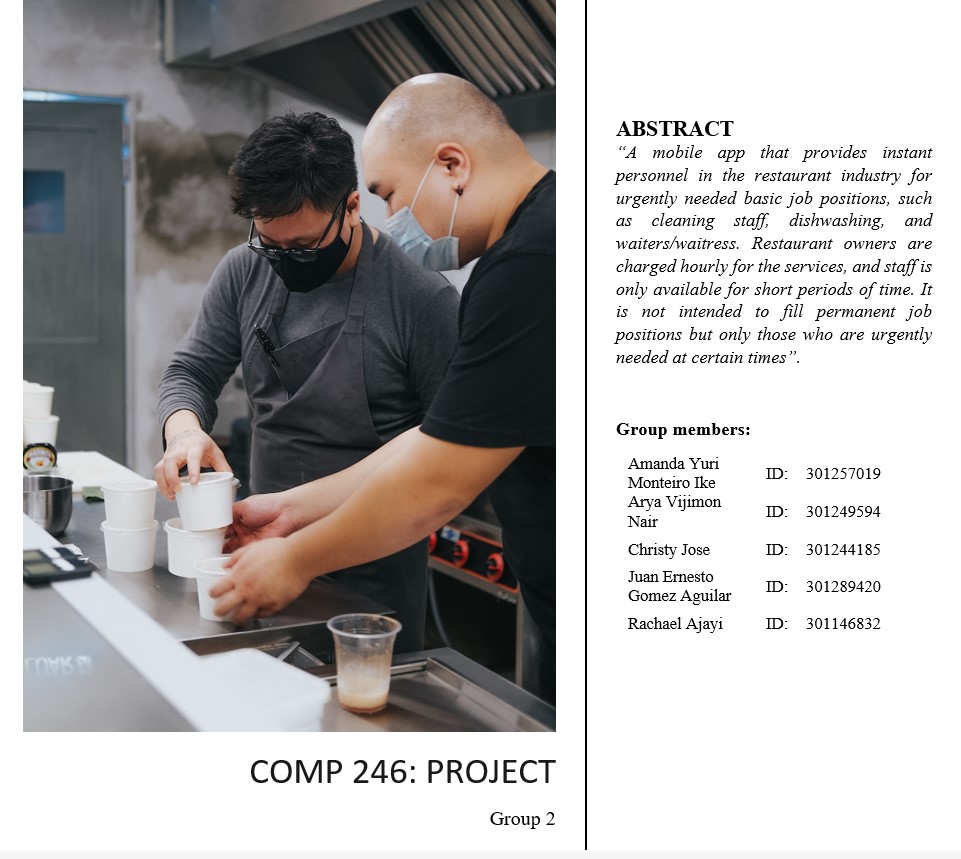 ABSTRACT
“A mobile app that provides instant
personnel in the restaurant industry for
urgently needed basic job positions, such
as cleaning staff, dishwashing, and
waiters/waitress. Restaurant owners are
charged hourly for the services, and staff is
only available for short periods of time. It
is not intended to fill permanent job
positions but only those who are urgently
needed at certain times”.
Group members:
Amanda Yuri
Monteiro Ike ID: 301257019
Arya Vijimon
Nair ID: 301249594
Christy Jose ID: 301244185
Juan Ernesto
Gomez Aguilar ID: 301289420
Rachael Ajayi ID: 301146832
COMP 246: PROJECT
Group 2